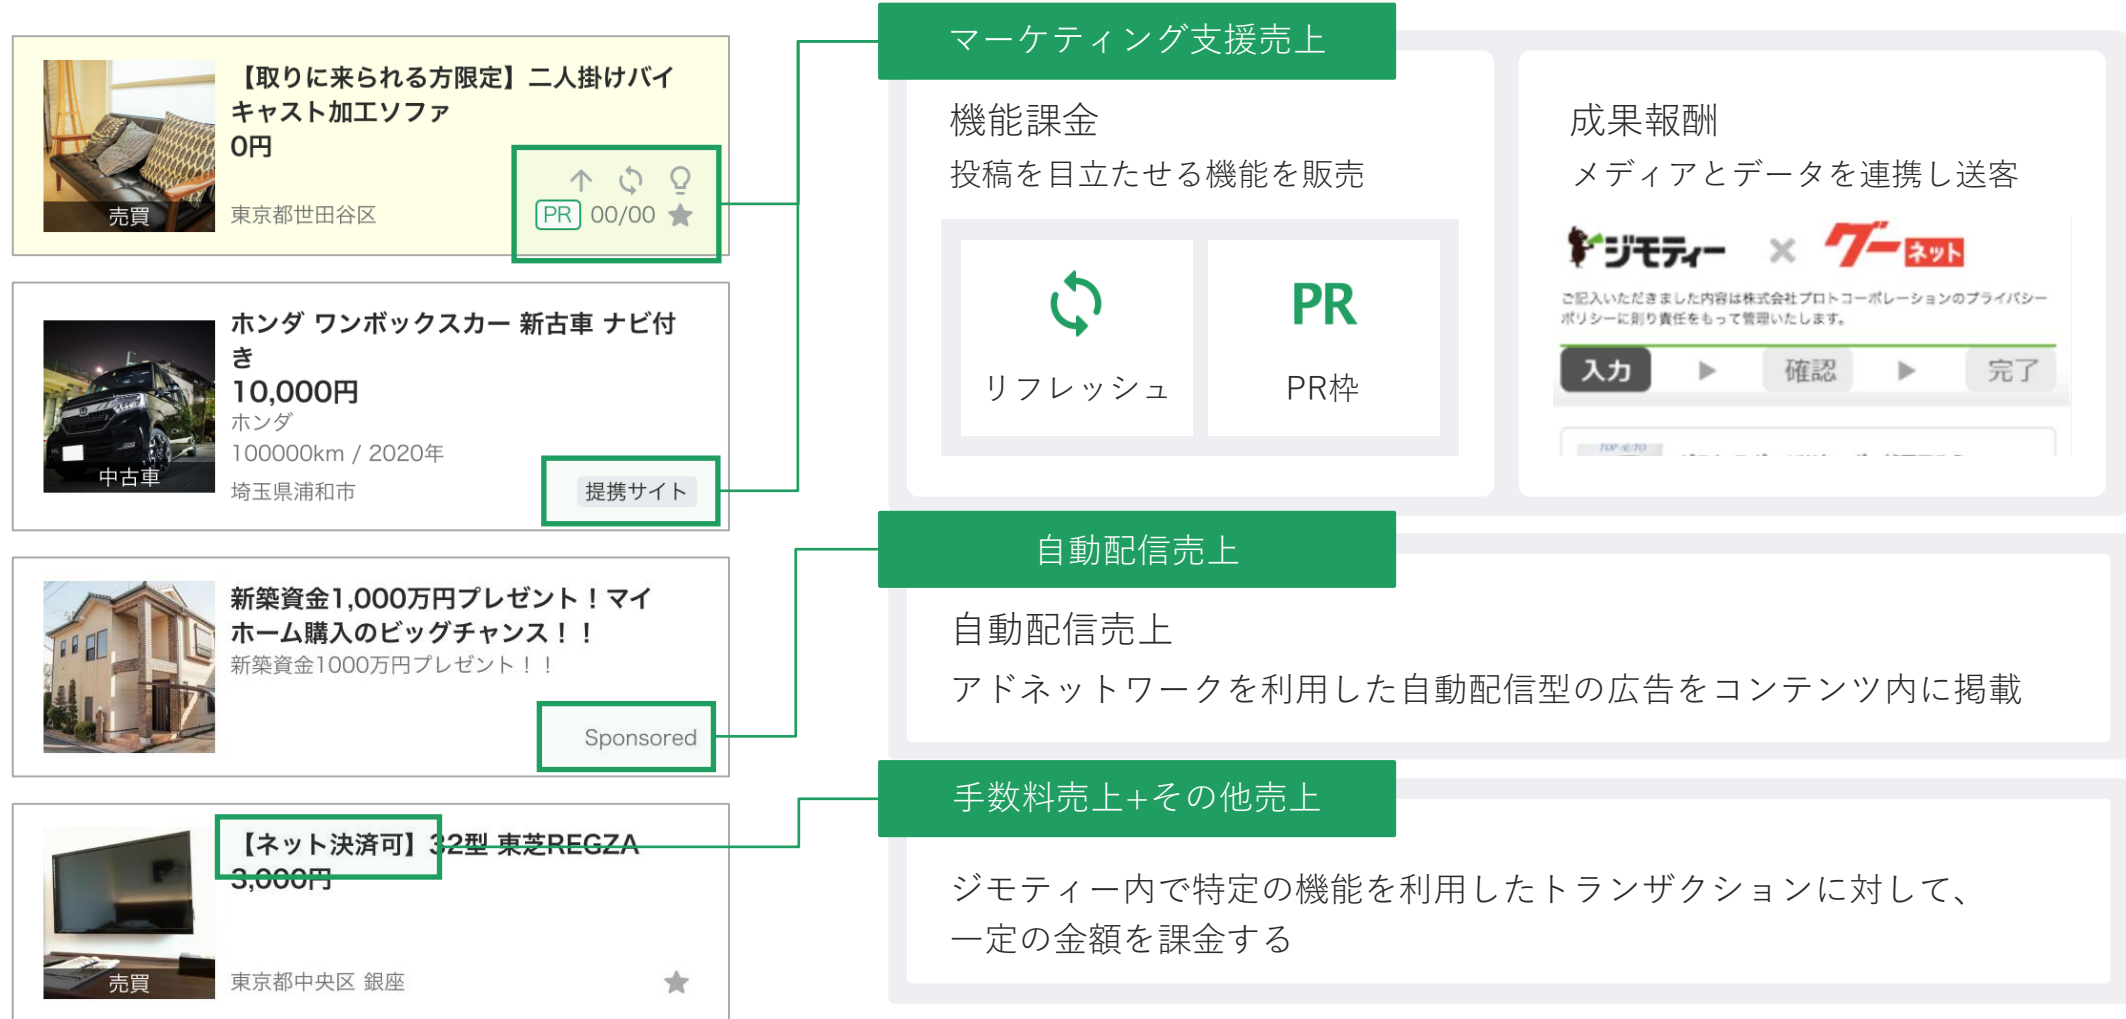 【取りに来られる方限定】二人掛けバイ
キャスト加工ソファ
0円
売買
東京都世田谷区
PR 00/00
ホンダ ワンボックスカー 新古車 ナビ付
き
10,000円
ホンダ
100000km / 2020年
中古車
埼玉県浦和市
提携サイト
新築資金1,000万円プレゼント！マイ
ホーム購入のビッグチャンス！！
新築資金1000万円プレゼント！！
Sponsored
【ネット決済可】32型 東芝REGZA
3,000円
売買
東京都中央区 銀座
マーケティング支援売上
機能課金
投稿を目立たせる機能を販売
PR
リフレッシュ
PR枠
成果報酬
メディアとデータを連携し送客
ジモティー × グーネット
ご記入いただきました内容は株式会社プロトコーポレーションのプライバシー
ポリシーに則り責任をもって管理いたします。
入力 ▶ 確認 ▶ 完了
自動配信売上
自動配信売上
アドネットワークを利用した自動配信型の広告をコンテンツ内に掲載
手数料売上+その他売上
ジモティー内で特定の機能を利用したトランザクションに対して、
一定の金額を課金する